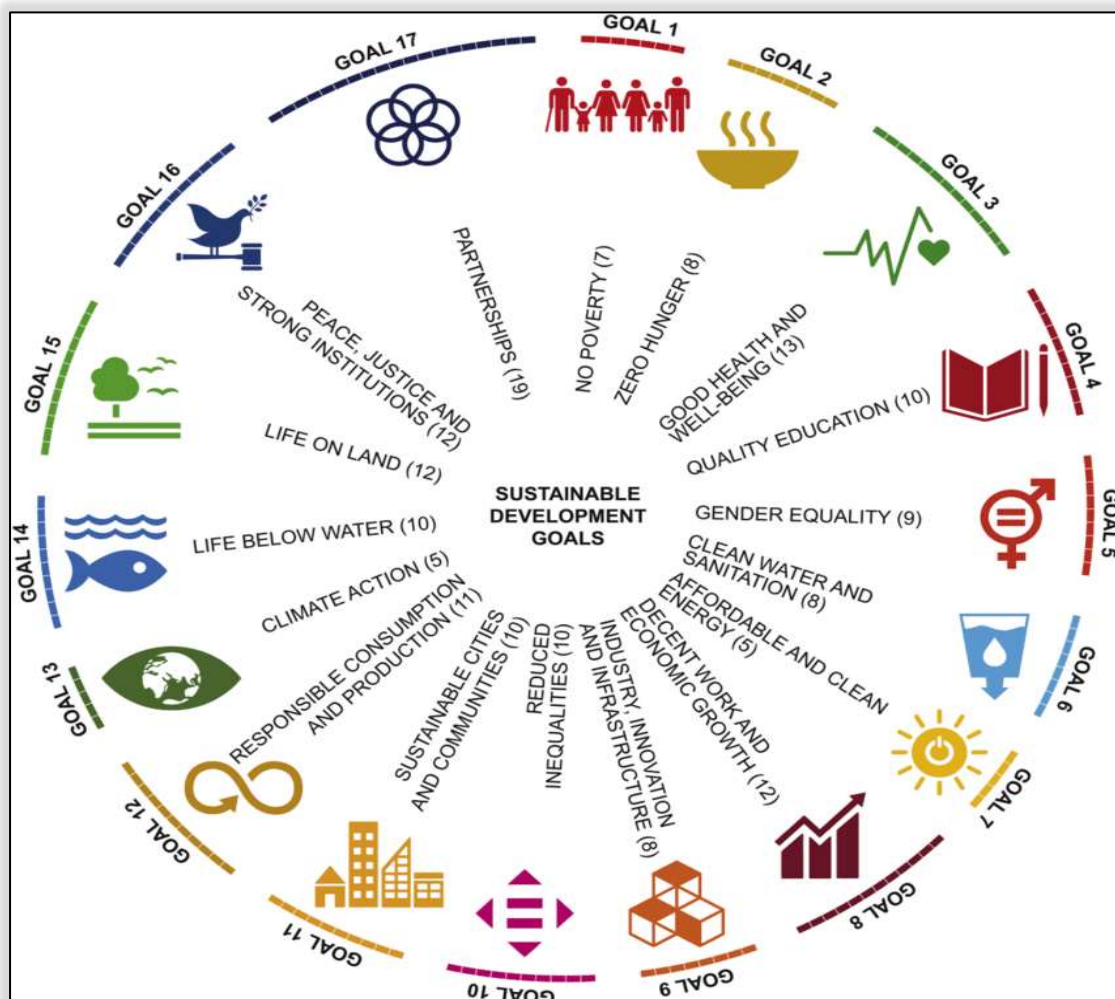 GOAL 1
GOAL 2
GOAL 3
GOAL 4
GOAL 5
GOAL 6
GOAL 7
GOAL 8
GOAL 9
GOAL 10
GOAL 11
GOAL 12
GOAL 13
GOAL 14
GOAL 15
GOAL 16
GOAL 17
NO POVERTY (7)
ZERO HUNGER (8)
GOOD HEALTH AND
WELL-BEING (13)
QUALITY EDUCATION (10)
GENDER EQUALITY (9)
CLEAN WATER AND
SANITATION (8)
AFFORDABLE AND CLEAN
ENERGY (5)
DECENT WORK AND
ECONOMIC GROWTH (12)
INDUSTRY, INNOVATION
AND INFRASTRUCTURE (8)
REDUCED
INEQUALITIES (10)
SUSTAINABLE CITIES
AND COMMUNITIES (10)
RESPONSIBLE CONSUMPTION
AND PRODUCTION (11)
CLIMATE ACTION (5)
LIFE BELOW WATER (10)
LIFE ON LAND (12)
PEACE, JUSTICE AND
STRONG INSTITUTIONS (12)
PARTNERSHIPS (19)
SUSTAINABLE
DEVELOPMENT
GOALS